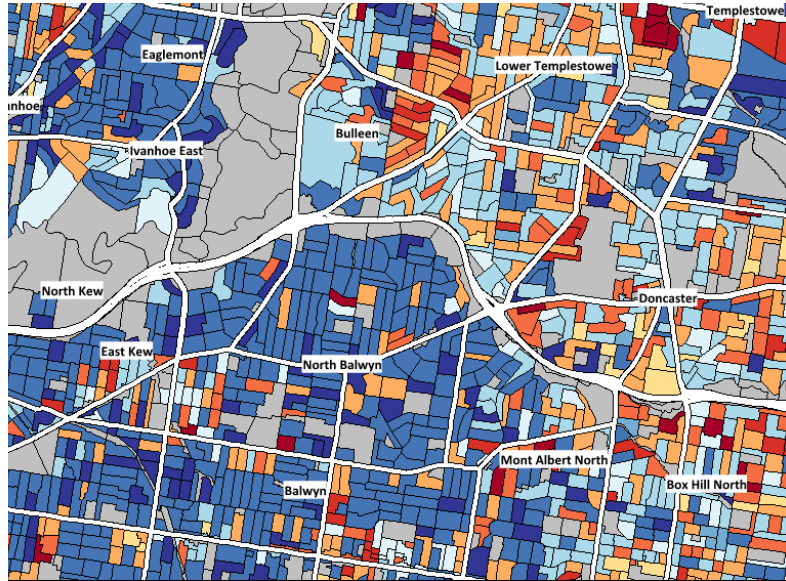 Templestowe
Eaglemont
Lower Templestowe
anhoe
Bulleen
Ivanhoe East
North Kew
Doncaster
East Kew
North Balwyn
Mont Albert North
Balwyn
Box Hill North